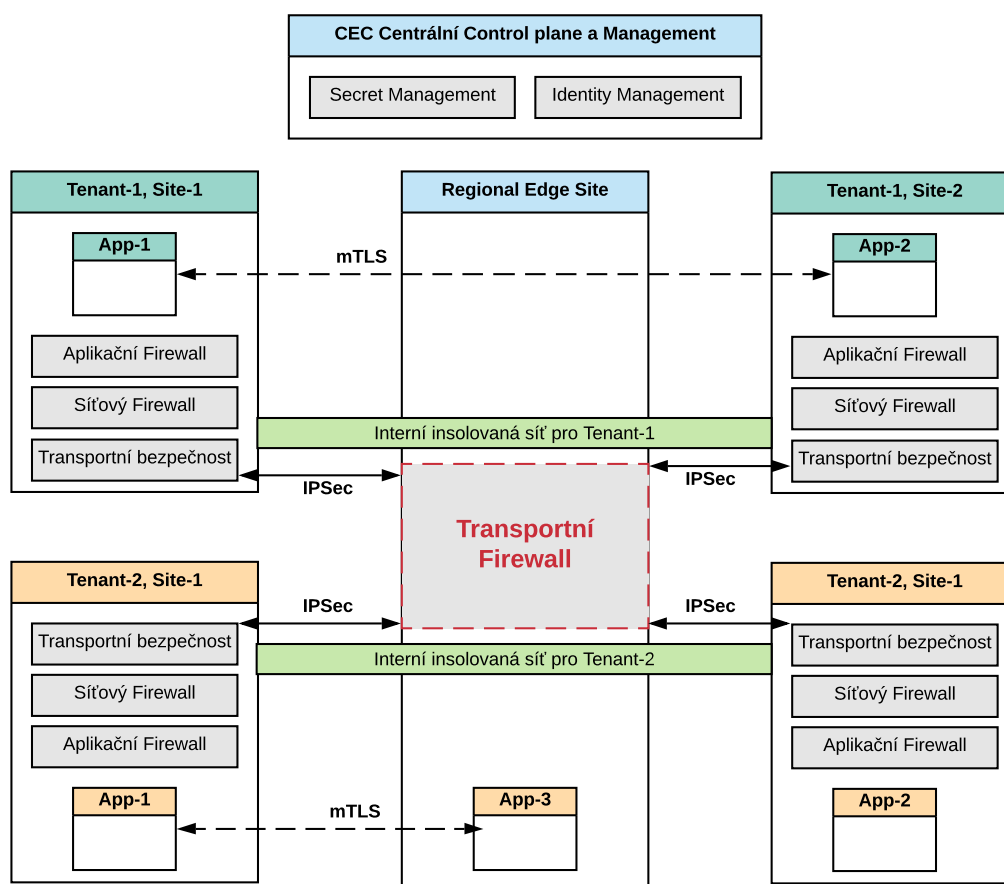 CEC Centrální Control plane a Management
Secret Management
Identity Management
Tenant-1, Site-1
Regional Edge Site
Tenant-1, Site-2
App-1
mTLS
App-2
Aplikační Firewall
Síťový Firewall
Transportní bezpečnost
Aplikační Firewall
Síťový Firewall
Transportní bezpečnost
Interní insolovaná síť pro Tenant-1
IPSec
IPSec
Transportní
Firewall
Tenant-2, Site-1
Tenant-2, Site-1
IPSec
IPSec
Transportní bezpečnost
Síťový Firewall
Aplikační Firewall
Transportní bezpečnost
Síťový Firewall
Aplikační Firewall
Interní insolovaná síť pro Tenant-2
App-1
mTLS
App-3
App-2